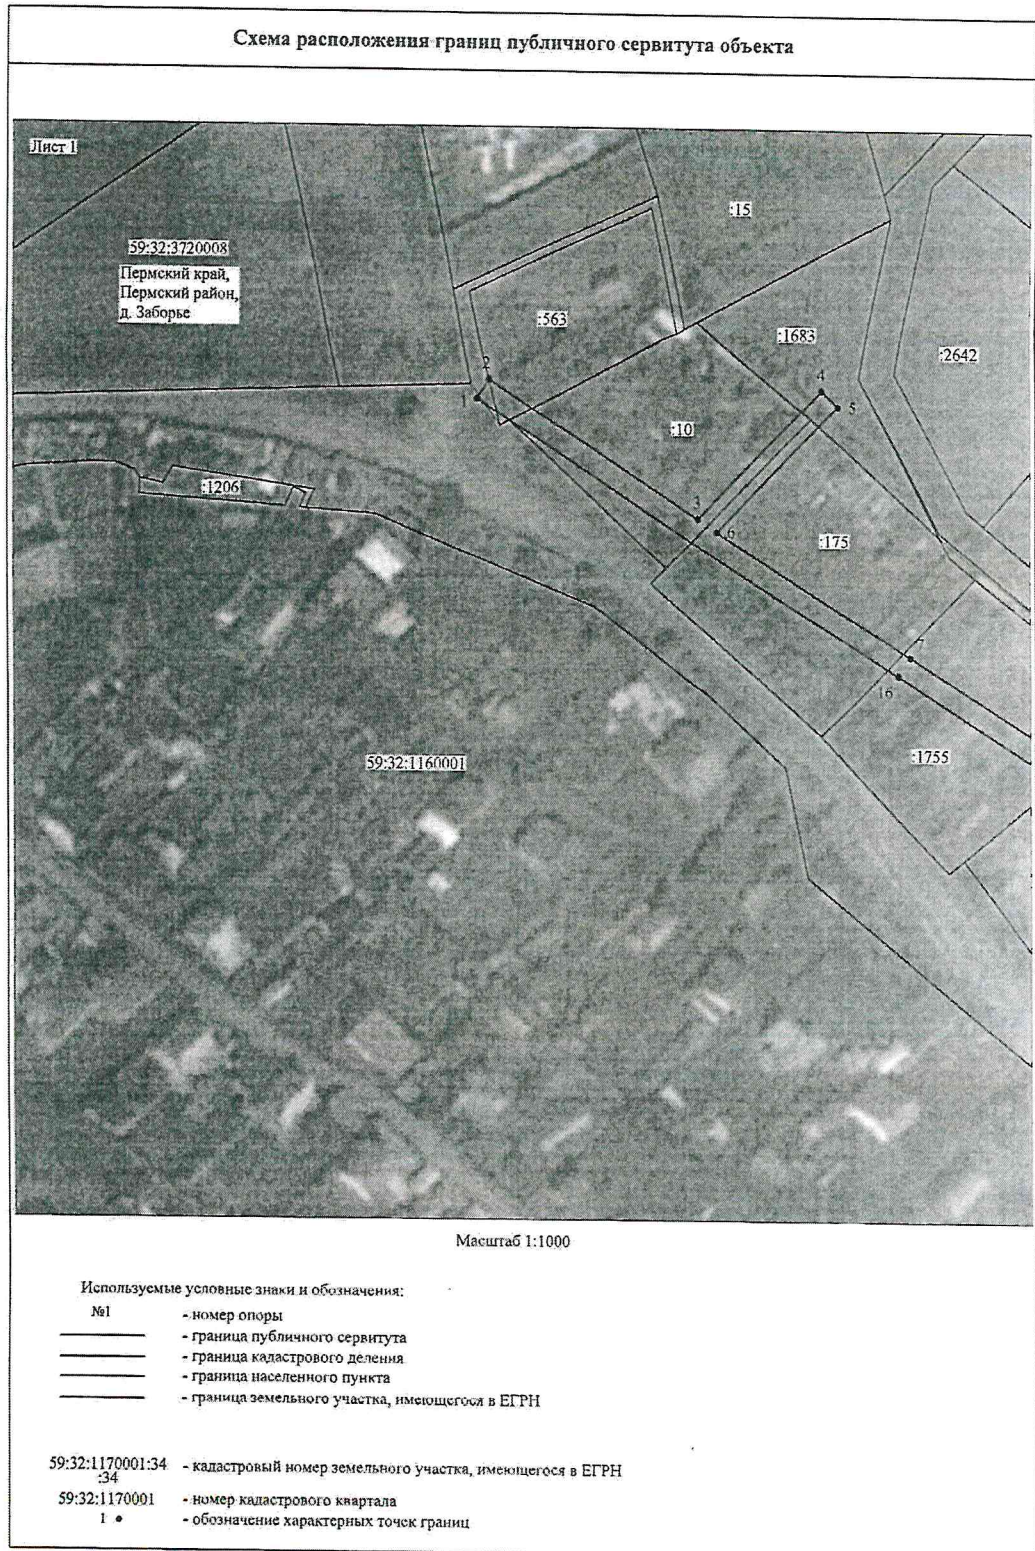 Схема расположения границ публичного сервитута объекта
Лист 1
:15
59:32:3720008
Пермский край,
Пермский район,
д. Заборье
:563
:1683
:2642
2
4
1
5
:10
:1206
3
6
:175
7
16
59:32:1160001
:1755
Масштаб 1:1000
Используемые условные знаки и обозначения:
№1 - номер опоры
- граница публичного сервитута
- граница кадастрового деления
- граница населенного пункта
- граница земельного участка, имеющегося в ЕГРН
59:32:1170001:34 - кадастровый номер земельного участка, имеющегося в ЕГРН
:34
59:32:1170001 - номер кадастрового квартала
1 - обозначение характерных точек границ